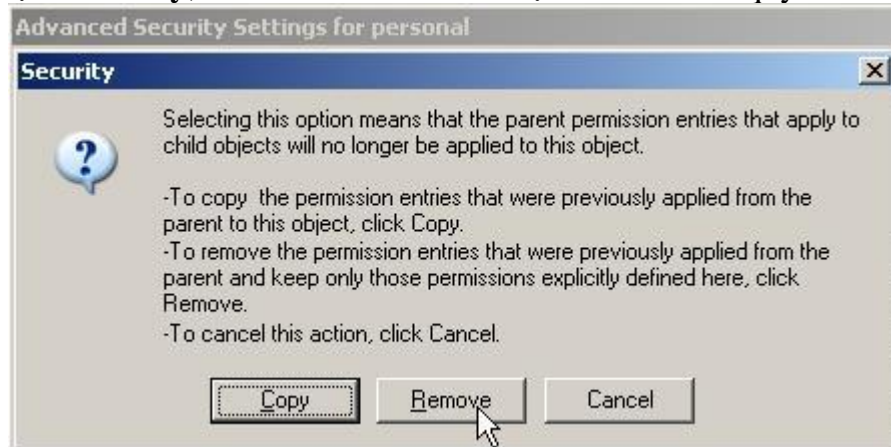 Advanced Security Settings for personal
Security
Selecting this option means that the parent permission entries that apply to
child objects will no longer be applied to this object.
-To copy the permission entries that were previously applied from the
parent to this object, click Copy.
-To remove the permission entries that were previously applied from the
parent and keep only those permissions explicitly defined here, click
Remove.
-To cancel this action, click Cancel.
Copy Remove Cancel